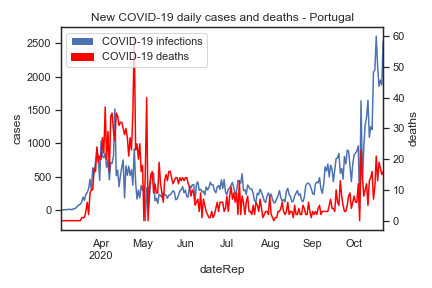 New COVID-19 daily cases and deaths - Portugal
COVID-19 infections
COVID-19 deaths
2500
2000
1500
1000
500
0
cases
60
50
40
30
20
10
0
deaths
Apr
2020
May
Jun
Jul
Aug
Sep
Oct
dateRep